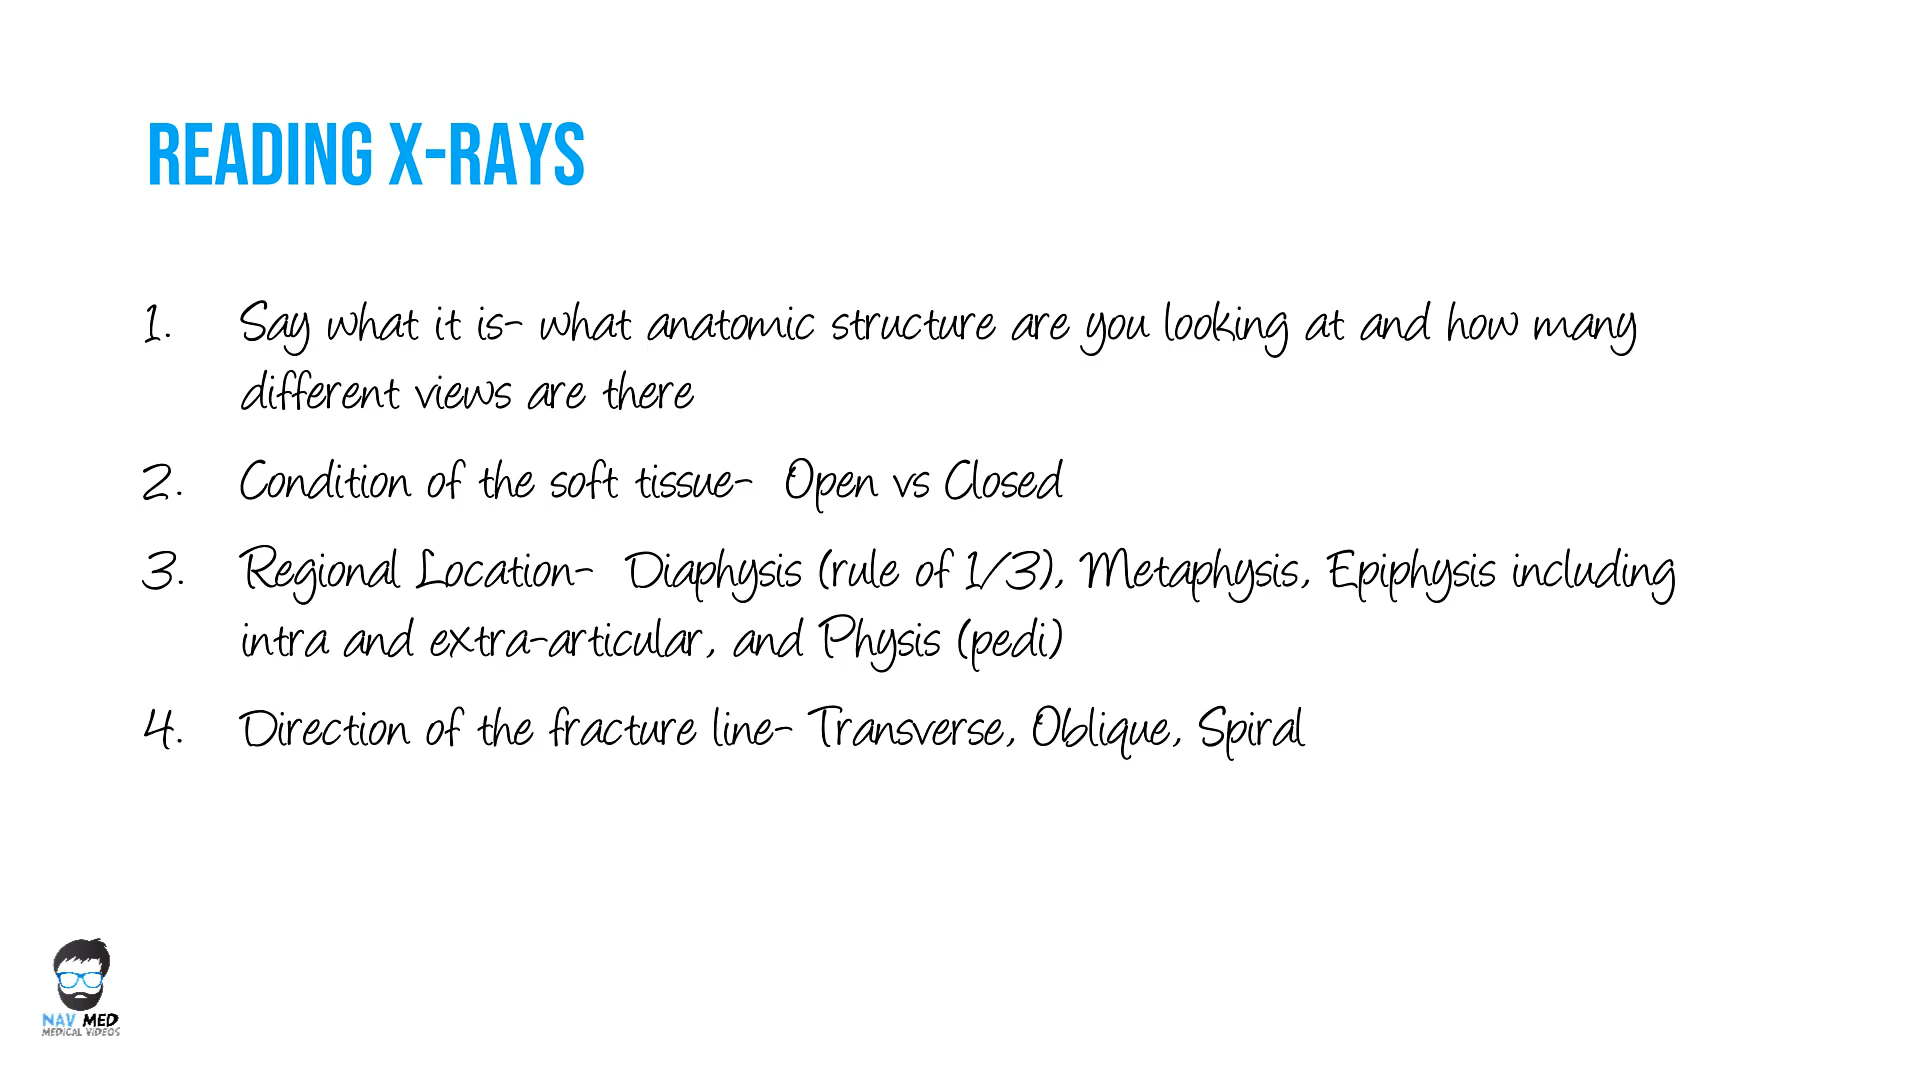 READING X-RAYS
1. Say what it is- what anatomic structure are you looking at and how many
different views are there
2. Condition of the soft tissue- Open vs Closed
3. Regional Location- Diaphysis (rule of 1/3), Metaphysis, Epiphysis including
intra and extra-articular, and Physis (pedi)
4. Direction of the fracture line- Transverse, Oblique, Spiral
NAV MED
MEDICAL VIDEOS